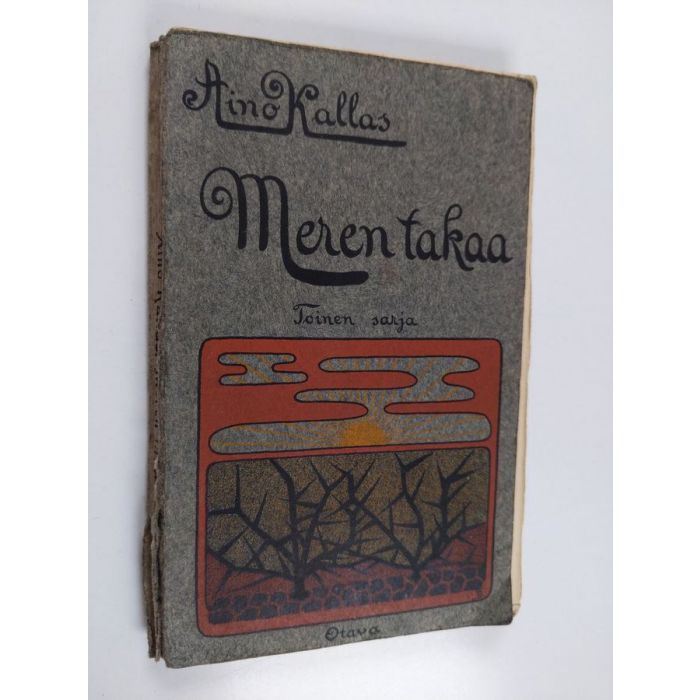 Aino Kallas
Meren takaa
Toinen sarja
Otava